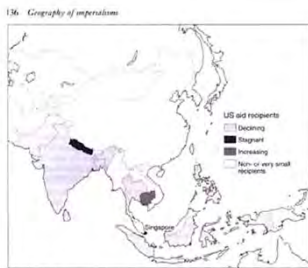 136 Geography of imperialism
US aid recipients
Declining
Stagnant
Increasing
Non- or very small
recipients
Singapore